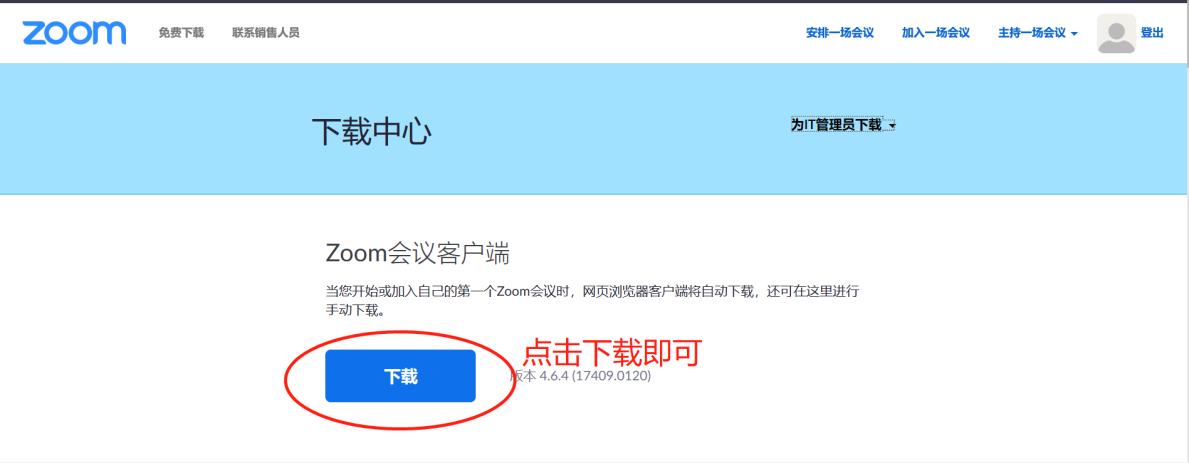 zoom 免费下载 联系销售人员 安排一场会议 加入一场会议 主持一场会议 登出
下载中心 为IT管理员下载
Zoom会议客户端
当您开始或加入自己的第一个Zoom会议时，网页浏览器客户端将自动下载，还可在这里进行
手动下载。
点击下载即可
下载 版本 4.6.4 (17409.0120)